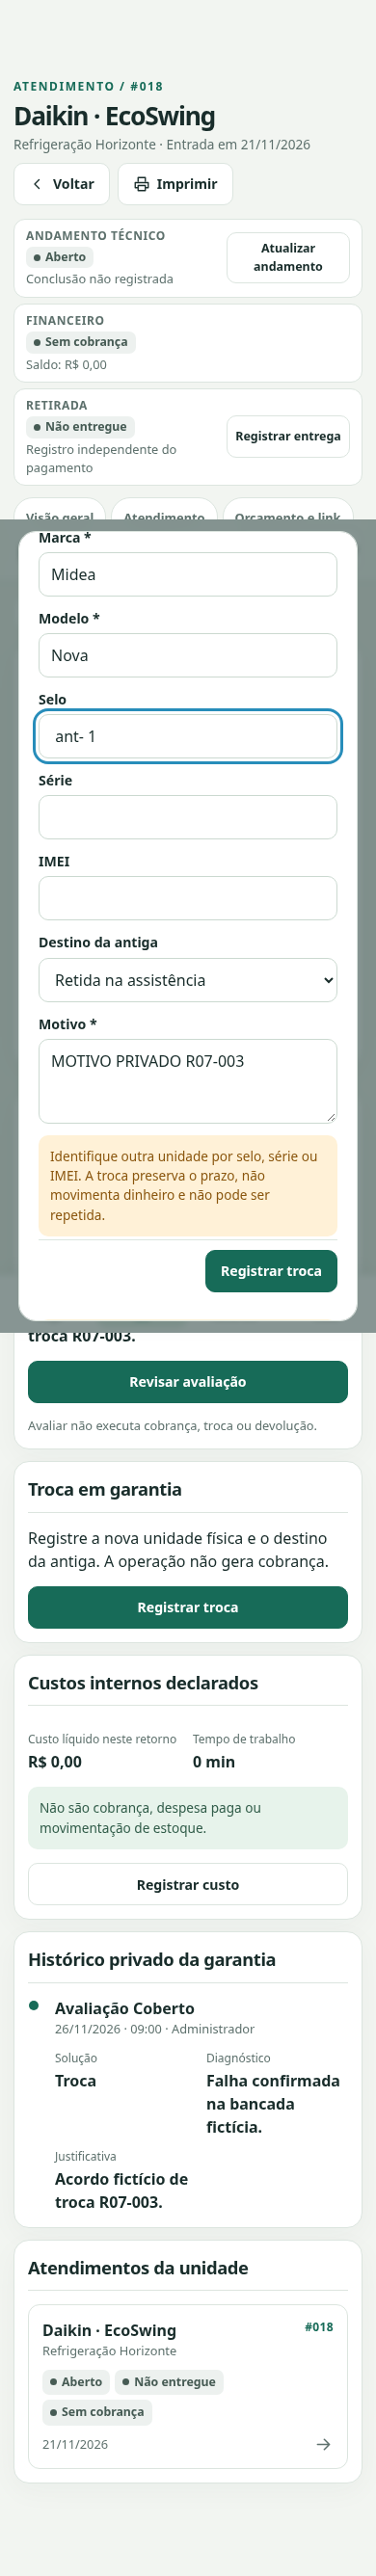 ATENDIMENTO / #018
Daikin · EcoSwing
Refrigeração Horizonte · Entrada em 21/11/2026
Voltar
Imprimir
ANDAMENTO TÉCNICO
Aberto
Conclusão não registrada
Atualizar
andamento
FINANCEIRO
Sem cobrança
Saldo: R$ 0,00
RETIRADA
Não entregue
Registro independente do
pagamento
Registrar entrega
Visão geral
Atendimento
Orçamento e link
Marca *
Midea
Modelo *
Nova
Selo
ant- 1
Série
IMEI
Destino da antiga
Retida na assistência
Motivo *
MOTIVO PRIVADO R07-003
Identifique outra unidade por selo, série ou
IMEI. A troca preserva o prazo, não
movimenta dinheiro e não pode ser
repetida.
Registrar troca
troca R07-003.
Revisar avaliação
Avaliar não executa cobrança, troca ou devolução.
Troca em garantia
Registre a nova unidade física e o destino
da antiga. A operação não gera cobrança.
Registrar troca
Custos internos declarados
Custo líquido neste retorno
R$ 0,00
Tempo de trabalho
0 min
Não são cobrança, despesa paga ou
movimentação de estoque.
Registrar custo
Histórico privado da garantia
Avaliação Coberto
26/11/2026 · 09:00 · Administrador
Solução
Troca
Diagnóstico
Falha confirmada
na bancada
fictícia.
Justificativa
Acordo fictício de
troca R07-003.
Atendimentos da unidade
Daikin · EcoSwing
#018
Refrigeração Horizonte
Aberto
Não entregue
Sem cobrança
21/11/2026